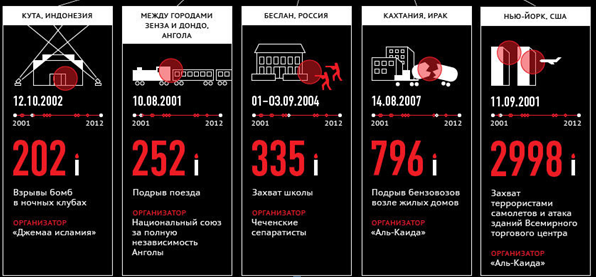 КУТА, ИНДОНЕЗИЯ
12.10.2002
2001 2012
202
Взрывы бомб
в ночных клубах
ОРГАНИЗАТОР
«Джемаа исламия»
МЕЖДУ ГОРОДАМИ
ЗЕНЗА И ДОНДО,
АНГОЛА
10.08.2001
2001 2012
252
Подрыв поезда
ОРГАНИЗАТОР
Национальный союз
за полную
независимость
Анголы
БЕСЛАН, РОССИЯ
01–03.09.2004
2001 2012
335
Захват школы
ОРГАНИЗАТОР
Чеченские
сепаратисты
КАХТАНИЯ, ИРАК
14.08.2007
2001 2012
796
Подрыв бензовозов
возле жилых домов
ОРГАНИЗАТОР
«Аль-Каида»
НЬЮ-ЙОРК, США
11.09.2001
2001 2012
2998
Захват
террористами
самолетов и атака
зданий Всемирного
торгового центра
ОРГАНИЗАТОР
«Аль-Каида»